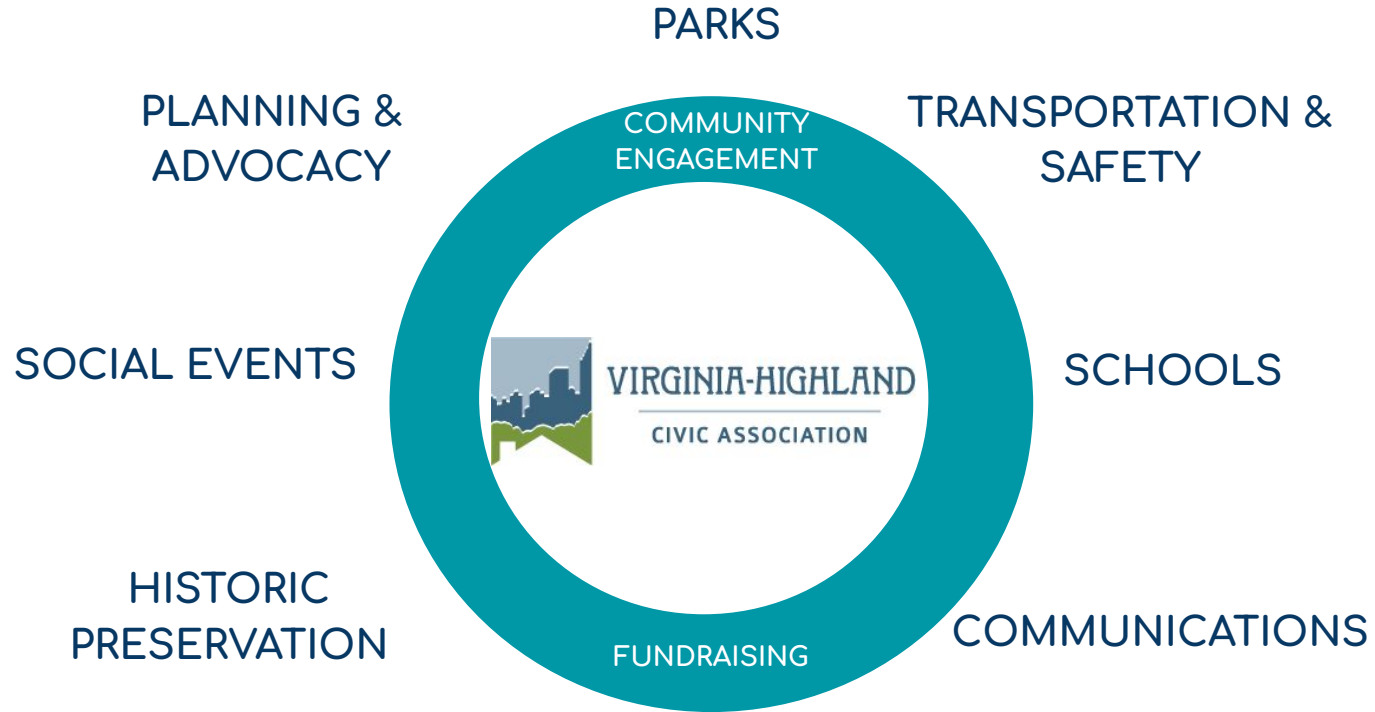 PARKS
PLANNING &
ADVOCACY
COMMUNITY
ENGAGEMENT
TRANSPORTATION &
SAFETY
SOCIAL EVENTS
VIRGINIA-HIGHLAND
CIVIC ASSOCIATION
SCHOOLS
HISTORIC
PRESERVATION
FUNDRAISING
COMMUNICATIONS